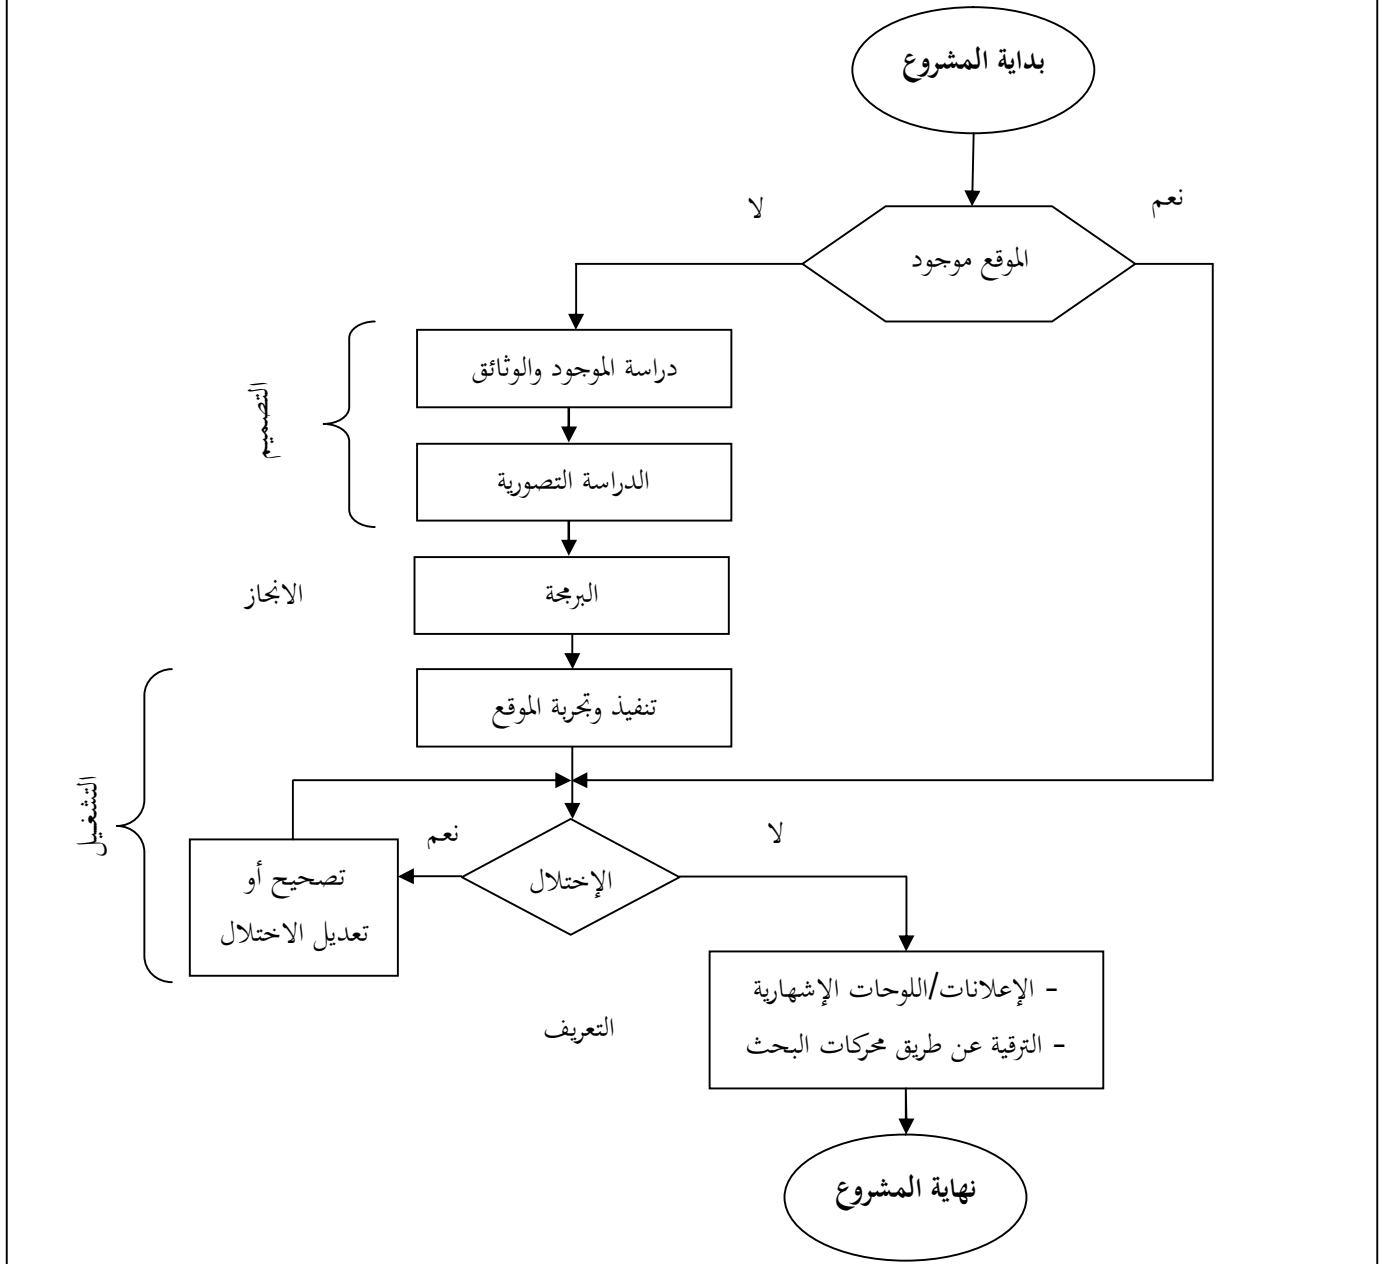 بداية المشروع
نعم
لا
الموقع موجود
دراسة الموجود والوثائق
التصميم
الدراسة التصورية
البرمجة
الانجاز
تنفيذ وتجربة الموقع
التشغيل
لا
نعم
الإختلال
تصحيح أو
تعديل الاختلال
- الإعلانات/اللوحات الإشهارية
- الترقية عن طريق محركات البحث
التعريف
نهاية المشروع